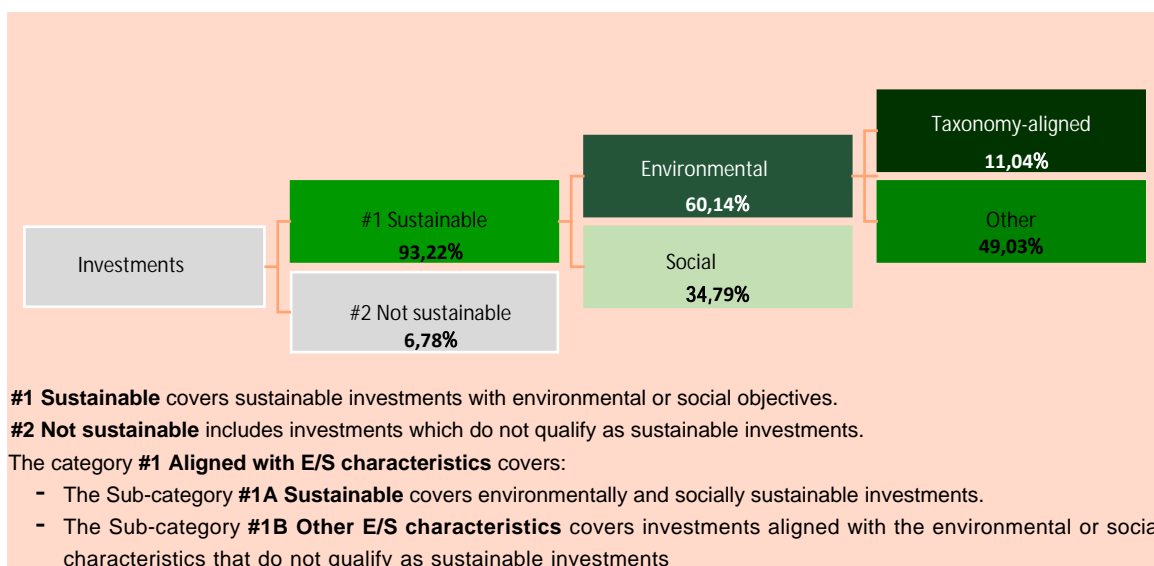 Investments
#1 Sustainable
93,22%
#2 Not sustainable
6,78%
Environmental
60,14%
Social
34,79%
Taxonomy-aligned
11,04%
Other
49,03%
#1 Sustainable covers sustainable investments with environmental or social objectives.
#2 Not sustainable includes investments which do not qualify as sustainable investments.
The category #1 Aligned with E/S characteristics covers:
- The Sub-category #1A Sustainable covers environmentally and socially sustainable investments.
- The Sub-category #1B Other E/S characteristics covers investments aligned with the environmental or socia
characteristics that do not qualify as sustainable investments